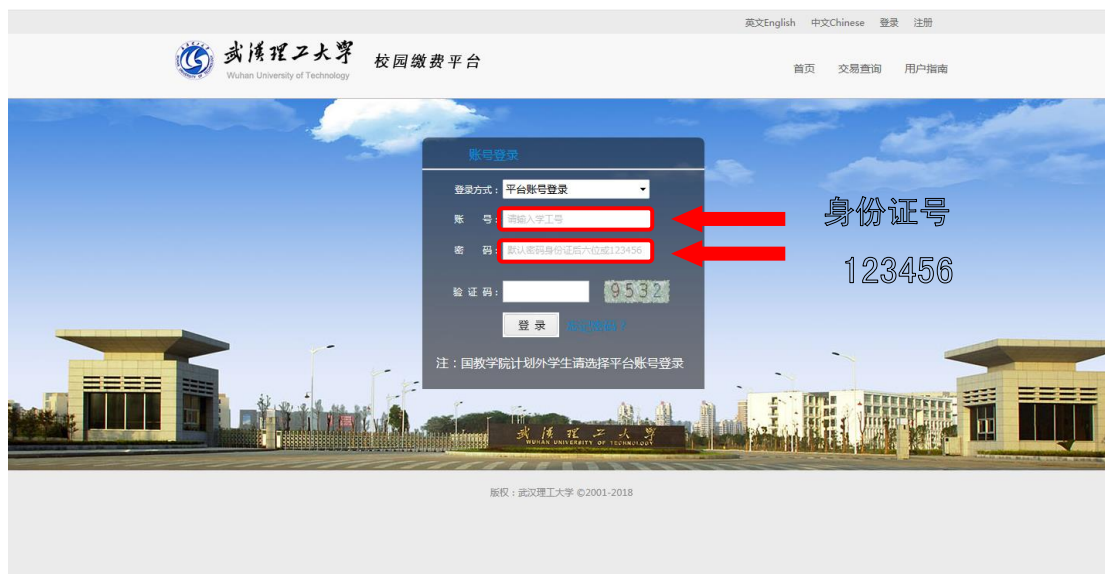 英文English 中文Chinese 登录 注册
武汉理工大学
Wuhan University of Technology
校园缴费平台
首页 交易查询 用户指南
账号登录
登录方式： 平台账号登录
账 号： 请输入学工号
身份证号
密 码： 默认密码身份证后六位或123456
123456
验证码： 9532
登 录
注：国教学院计划外学生请选择平台账号登录
武汉理工大学
WUHAN UNIVERSITY OF TECHNOLOGY
版权：武汉理工大学 ©2001-2018